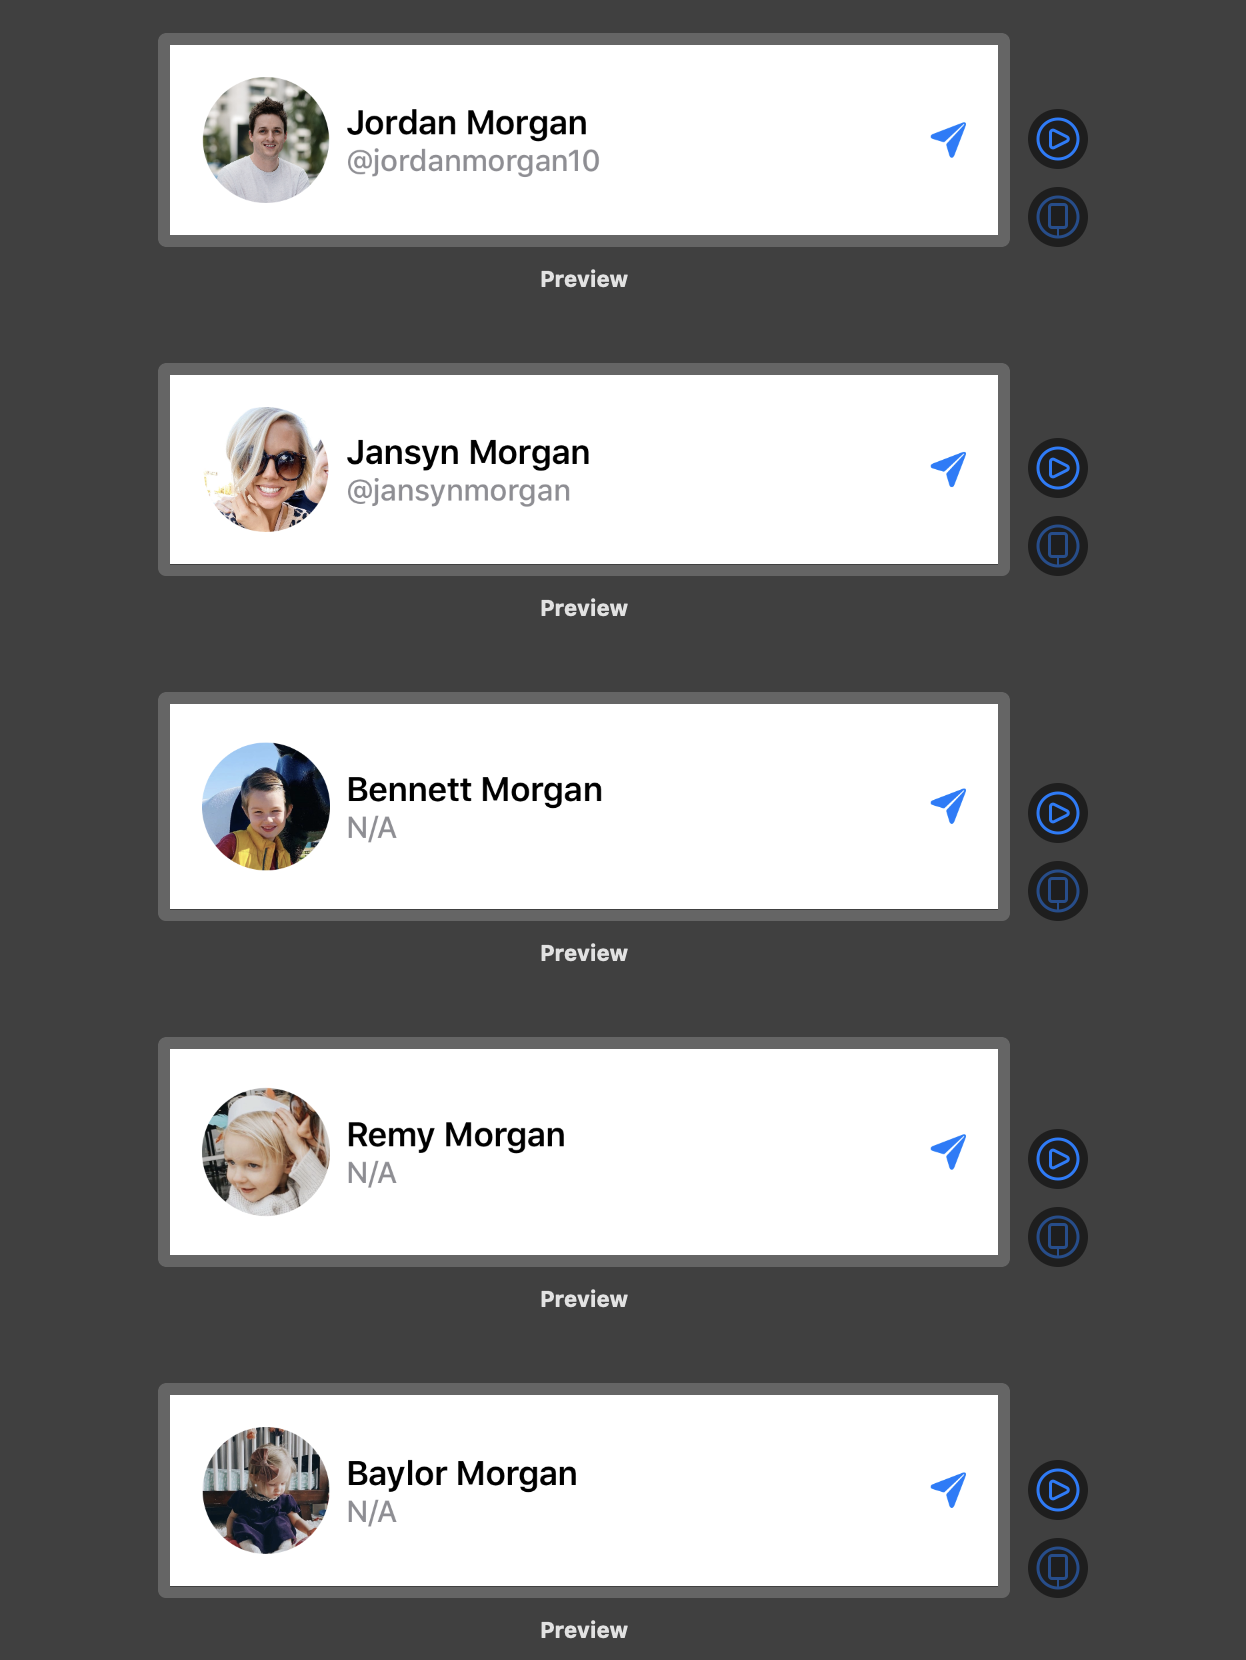 Jordan Morgan
@jordanmorgan10
Preview
Jansyn Morgan
@jansynmorgan
Preview
Bennett Morgan
N/A
Preview
Remy Morgan
N/A
Preview
Baylor Morgan
N/A
Preview